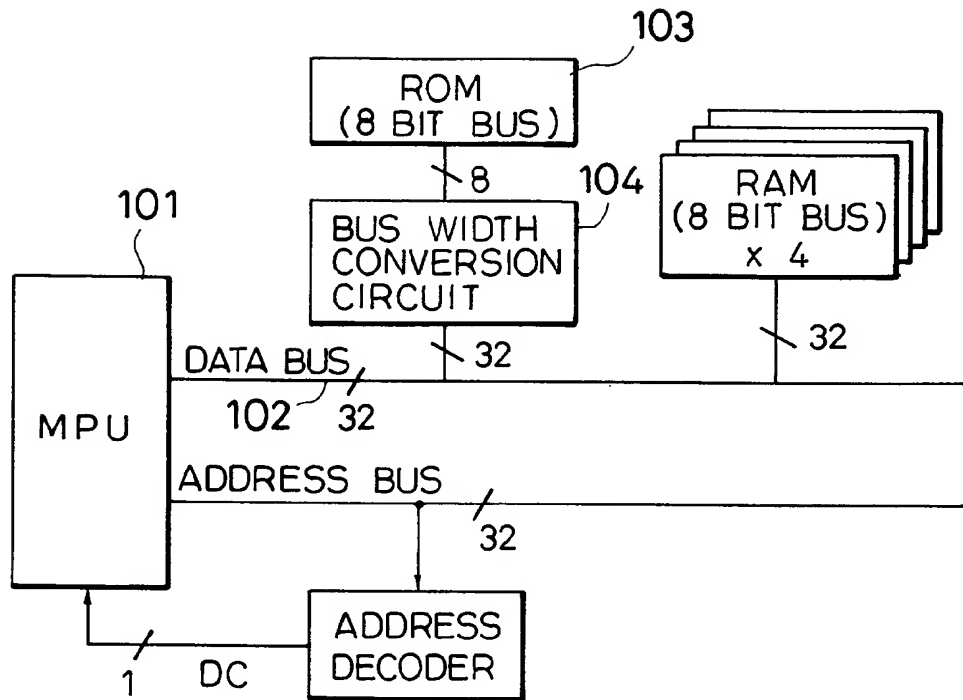 103
ROM
(8 BIT BUS)
8
104
101
BUS WIDTH
CONVERSION
CIRCUIT
RAM
(8 BIT BUS)
x 4
32
32
DATA BUS
102
32
MPU
ADDRESS BUS
32
ADDRESS
DECODER
1
DC